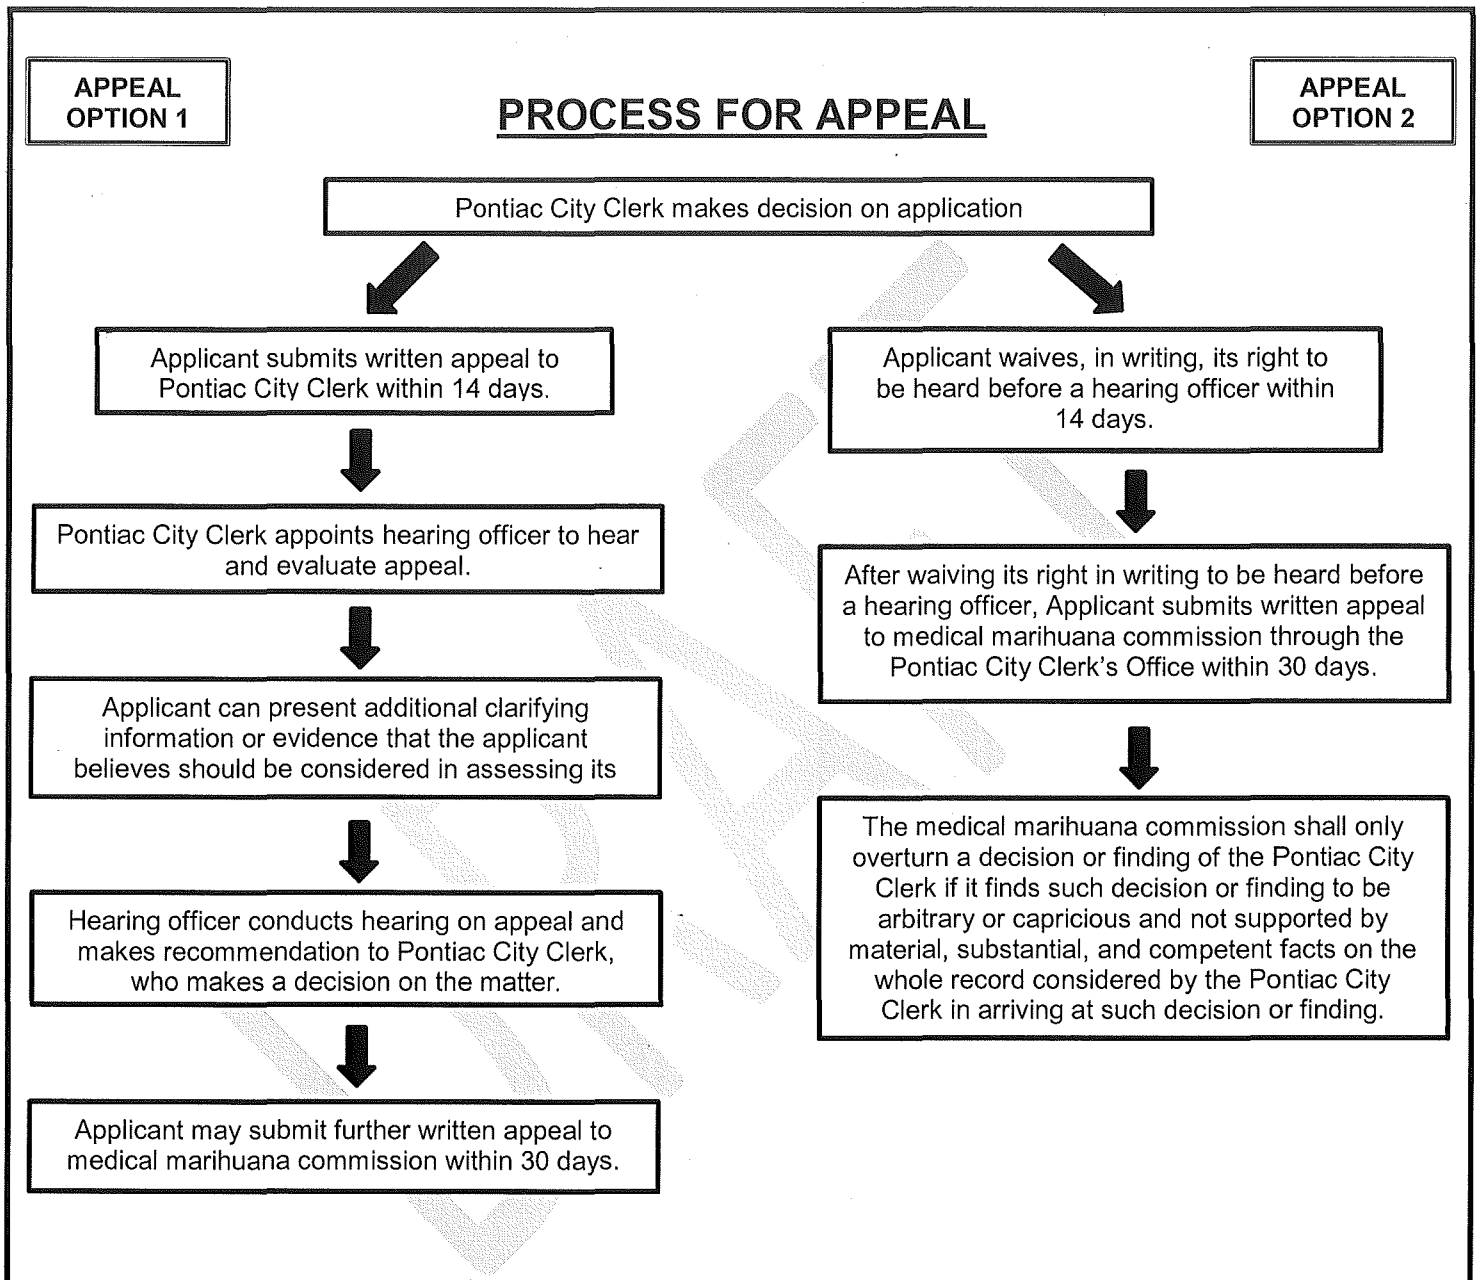 APPEAL
OPTION 1
PROCESS FOR APPEAL
APPEAL
OPTION 2
Pontiac City Clerk makes decision on application
Applicant submits written appeal to
Pontiac City Clerk within 14 days.
Pontiac City Clerk appoints hearing officer to hear
and evaluate appeal.
Applicant can present additional clarifying
information or evidence that the applicant
believes should be considered in assessing its
Hearing officer conducts hearing on appeal and
makes recommendation to Pontiac City Clerk,
who makes a decision on the matter.
Applicant may submit further written appeal to
medical marihuana commission within 30 days.
Applicant waives, in writing, its right to
be heard before a hearing officer within
14 days.
After waiving its right in writing to be heard before
a hearing officer, Applicant submits written appeal
to medical marihuana commission through the
Pontiac City Clerk's Office within 30 days.
The medical marihuana commission shall only
overturn a decision or finding of the Pontiac City
Clerk if it finds such decision or finding to be
arbitrary or capricious and not supported by
material, substantial, and competent facts on the
whole record considered by the Pontiac City
Clerk in arriving at such decision or finding.
DRAFT